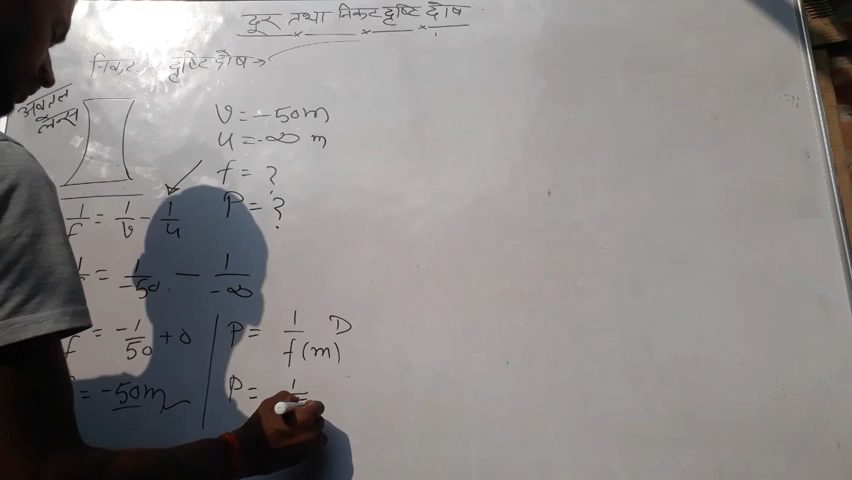 दूर तथा निकट दृष्टि दोष
निकट दृष्टि दोष →
अवतल
लेन्स
v = -50m
u = -∞ m
f = ?
P = ?
1/f = 1/v - 1/u
= 1/-50 - 1/-∞
f = -1/50 + 0
= -50m
P = 1/f(m) D
P = 1